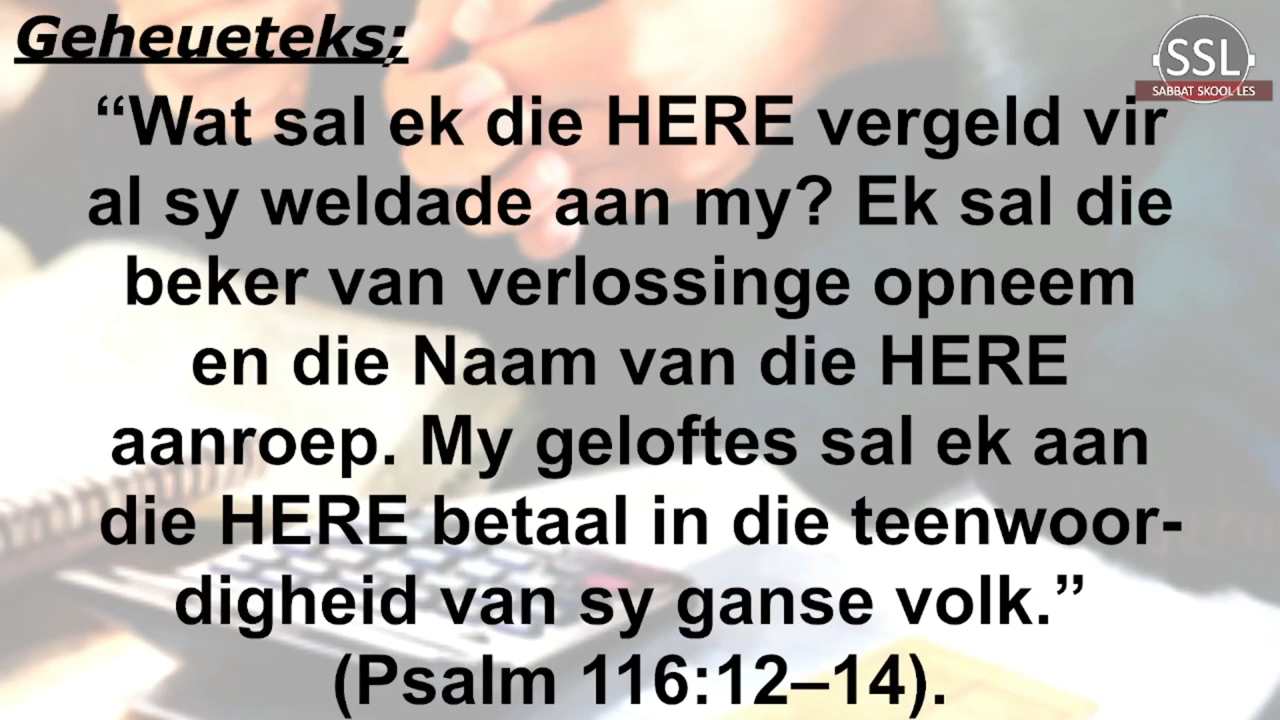 Geheueteks;
SSL
SABBAT SKOOL LES
“Wat sal ek die HERE vergeld vir
al sy weldade aan my? Ek sal die
beker van verlossinge opneem
en die Naam van die HERE
aanroep. My geloftes sal ek aan
die HERE betaal in die teenwoor-
digheid van sy ganse volk.”
(Psalm 116:12–14).